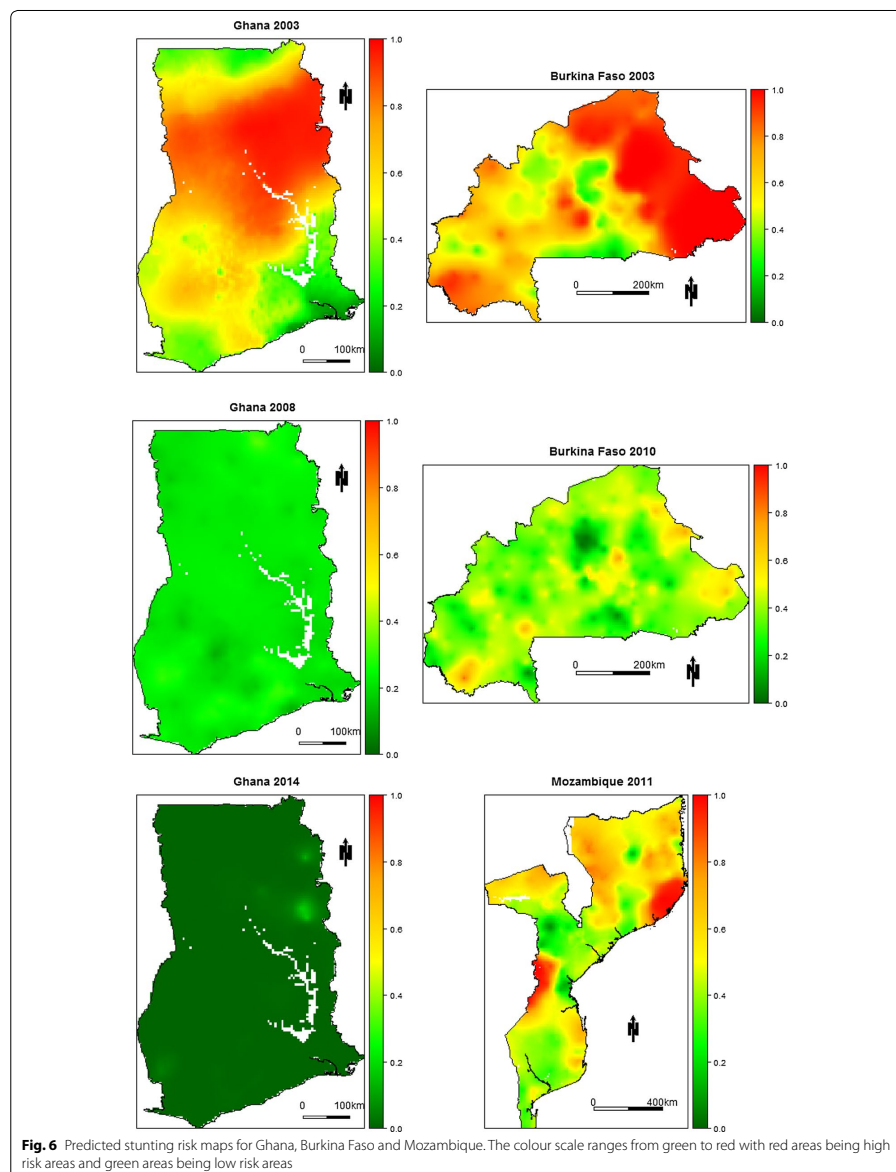 Ghana 2003
1.0
0.8
0.6
0.4
0.2
0.0
N
0 100km
Burkina Faso 2003
1.0
0.8
0.6
0.4
0.2
0.0
0 200km
N
Ghana 2008
1.0
0.8
0.6
0.4
0.2
0.0
N
0 100km
Burkina Faso 2010
1.0
0.8
0.6
0.4
0.2
0.0
0 200km
N
Ghana 2014
1.0
0.8
0.6
0.4
0.2
0.0
N
0 100km
Mozambique 2011
1.0
0.8
0.6
0.4
0.2
0.0
N
0 400km
Fig. 6 Predicted stunting risk maps for Ghana, Burkina Faso and Mozambique. The colour scale ranges from green to red with red areas being high
risk areas and green areas being low risk areas